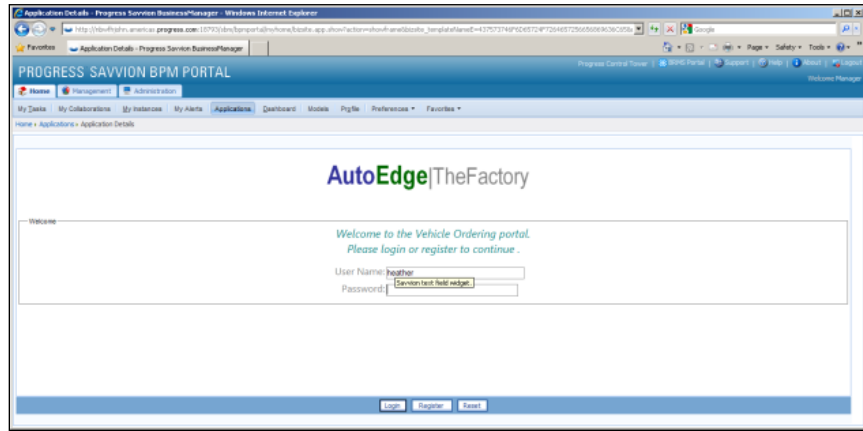 Application Details - Progress Savvion BusinessManager - Windows Internet Explorer
Google
Favorites Application Details - Progress Savvion BusinessManager Page Safety Tools
PROGRESS SAVVION BPM PORTAL
Progress Control Tower | BPMS Portal | Support | Help | About | Logout
Welcome Manager
Home Management Administration
My Tasks My Collaborations My Instances My Alerts Applications Dashboard Models Profile Preferences Favorites
Home » Applications » Application Details
AutoEdge|TheFactory
Welcome
Welcome to the Vehicle Ordering portal.
Please login or register to continue .
User Name: heather
Savvion text field widget.
Password:
Login Register Reset